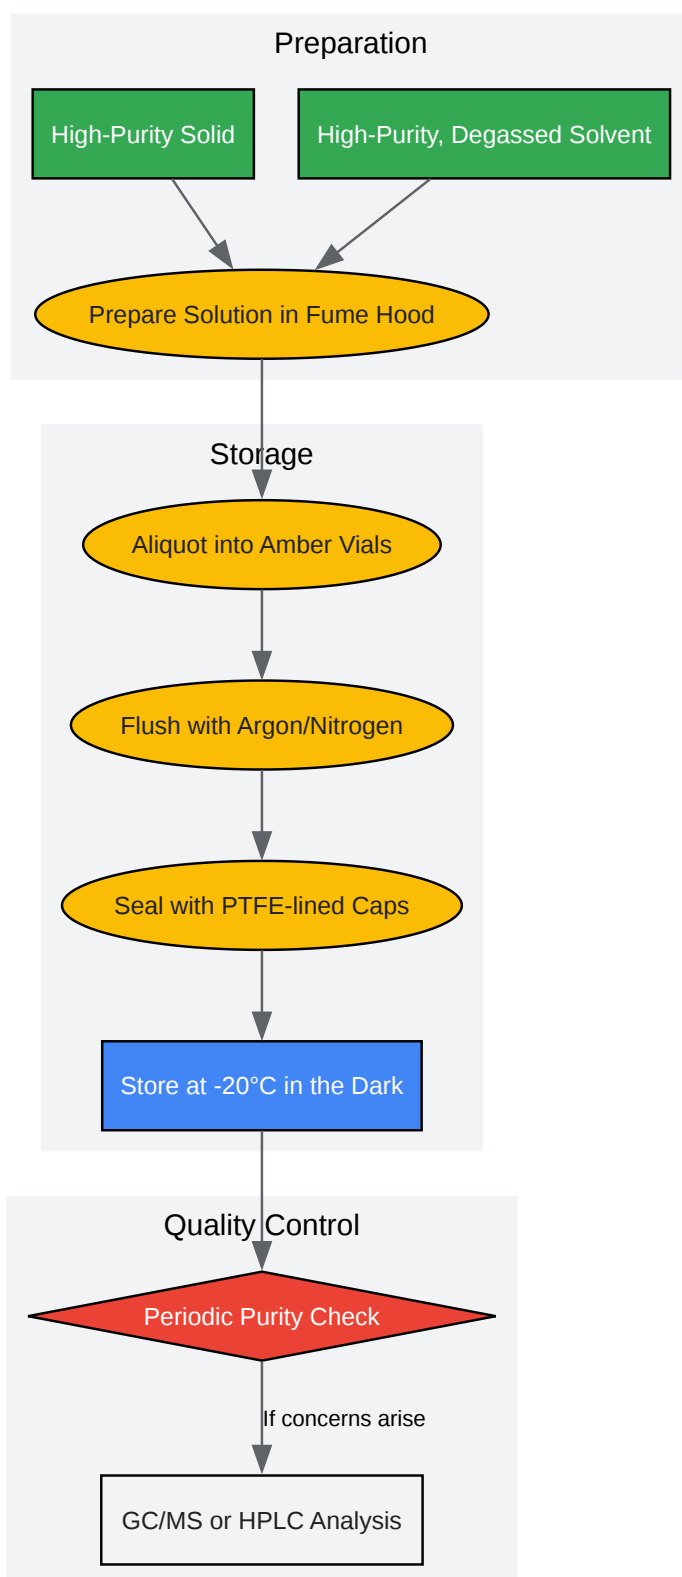 Preparation
High-Purity Solid
High-Purity, Degassed Solvent
Prepare Solution in Fume Hood
Storage
Aliquot into Amber Vials
Flush with Argon/Nitrogen
Seal with PTFE-lined Caps
Store at -20°C in the Dark
Quality Control
Periodic Purity Check
If concerns arise
GC/MS or HPLC Analysis